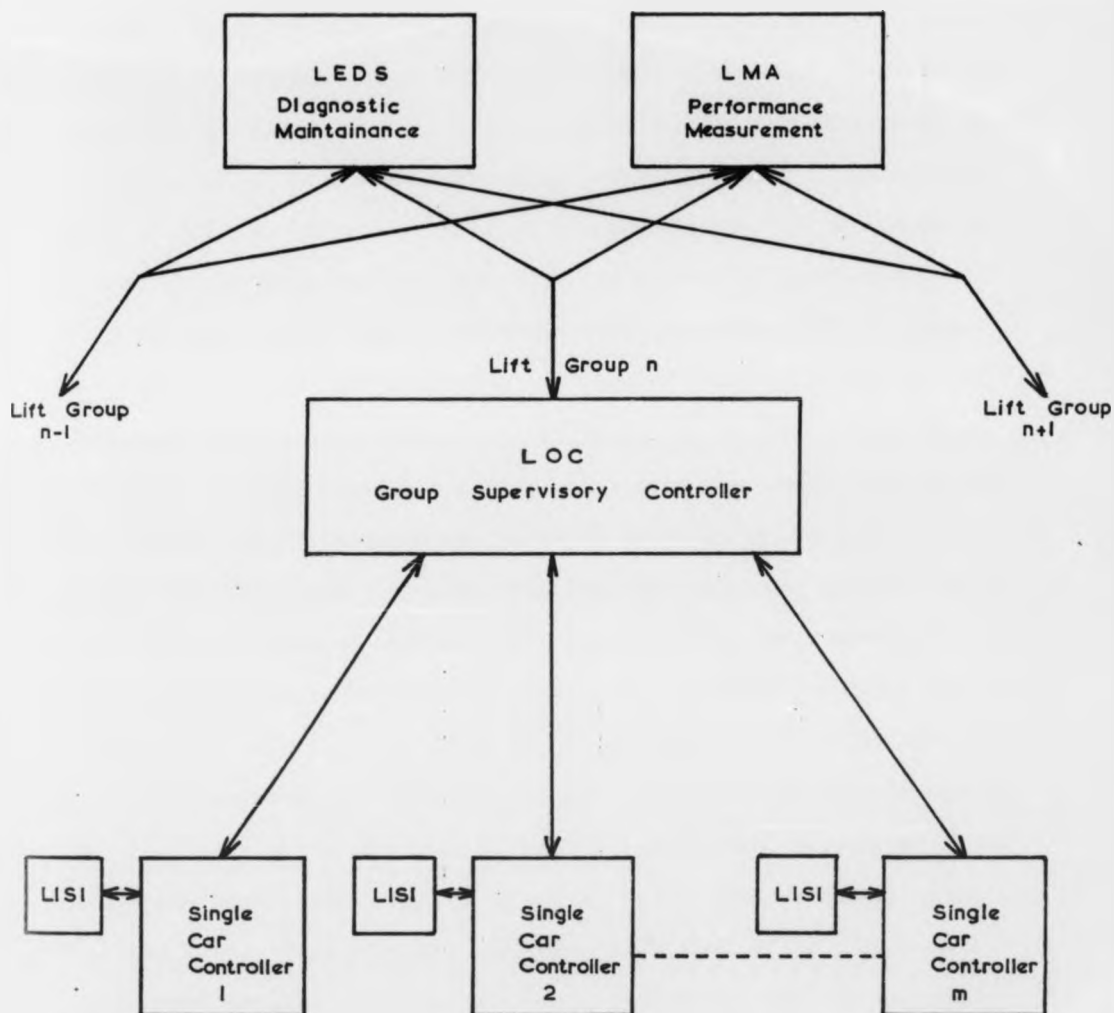 LEDS
Diagnostic
Maintainance
LMA
Performance
Measurement
Lift Group n
Lift Group
n-1
Lift Group
n+1
LOC
Group Supervisory Controller
LISI
Single
Car
Controller
1
LISI
Single
Car
Controller
2
LISI
Single
Car
Controller
m